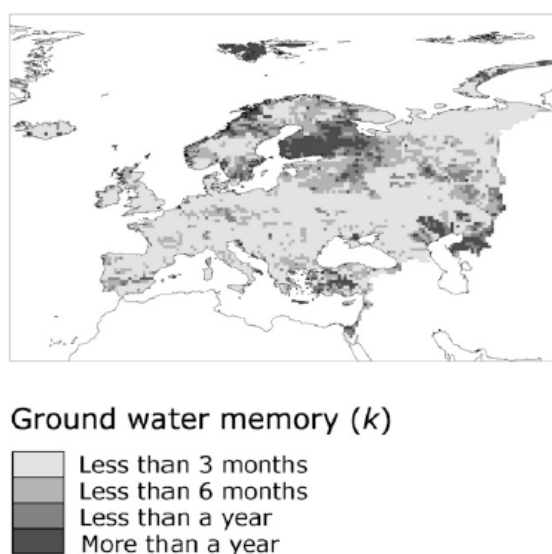 Ground water memory (k)
Less than 3 months
Less than 6 months
Less than a year
More than a year